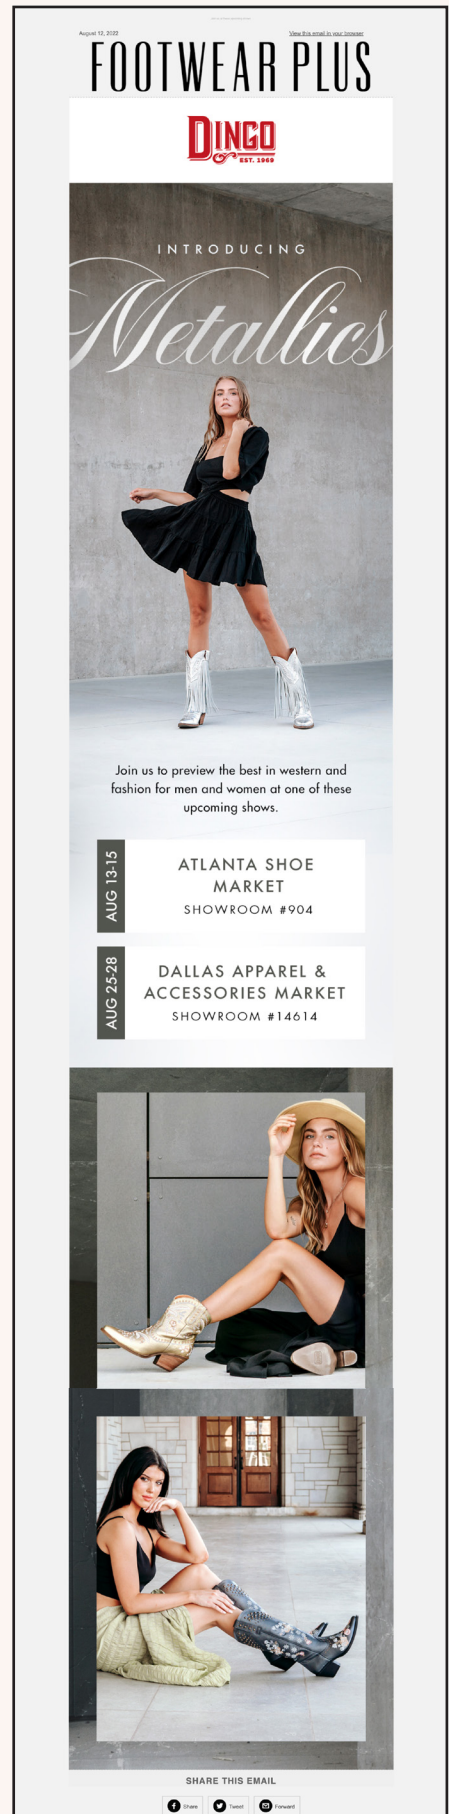 August 12, 2022
View this email in your browser
FOOTWEAR PLUS
DINGO
EST. 1969
INTRODUCING
Metallics
Join us to preview the best in western and
fashion for men and women at one of these
upcoming shows.
AUG 13-15
ATLANTA SHOE
MARKET
SHOWROOM #904
AUG 25-28
DALLAS APPAREL &
ACCESSORIES MARKET
SHOWROOM #14614
SHARE THIS EMAIL
Share
Tweet
Forward